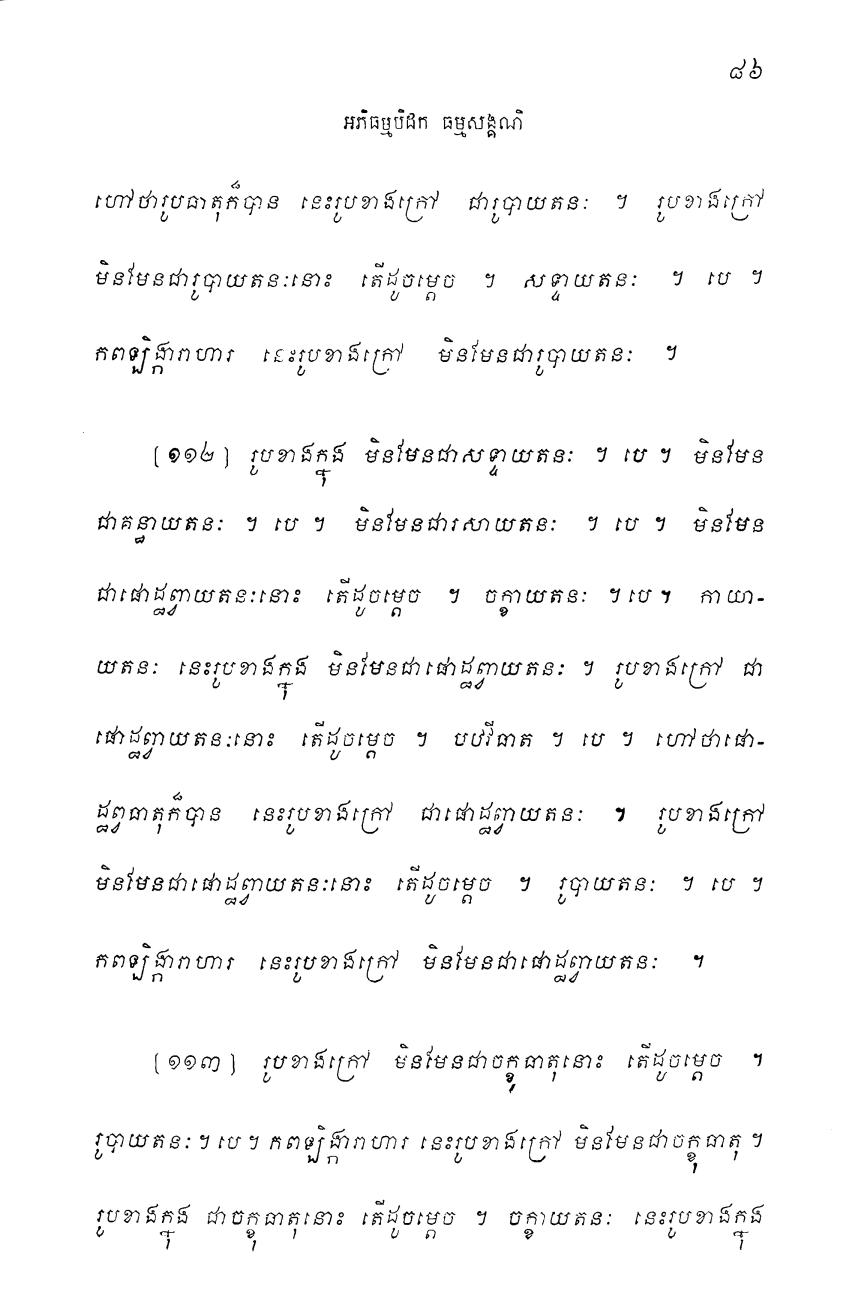 ៨៦
អភិធម្មបិដក ធម្មសង្គណិ
ហៅថារូបធាតុក៏បាន នេះរូបខាងក្រៅ ជារូបាយតនៈ ។ រូបខាងក្រៅ
មិនមែនជារូបាយតនៈនោះ តើដូចម្តេច ។ សទ្ទាយតនៈ ។ បេ ។
កពឡិង្ការាហារ នេះរូបខាងក្រៅ មិនមែនជារូបាយតនៈ ។
[១១២] រូបខាងក្នុង មិនមែនជាសទ្ទាយតនៈ ។ បេ ។ មិនមែន
ជាគន្ធាយតនៈ ។ បេ ។ មិនមែនជារសាយតនៈ ។ បេ ។ មិនមែន
ជាផោដ្ឋព្វាយតនៈនោះ តើដូចម្តេច ។ ចក្ខាយតនៈ ។ បេ ។ កាយា-
យតនៈ នេះរូបខាងក្នុង មិនមែនជាផោដ្ឋព្វាយតនៈ ។ រូបខាងក្រៅ ជា
ផោដ្ឋព្វាយតនៈនោះ តើដូចម្តេច ។ បឋវីធាត ។ បេ ។ ហៅថាផោ-
ដ្ឋព្វធាតុក៏បាន នេះរូបខាងក្រៅ ជាផោដ្ឋព្វាយតនៈ ។ រូបខាងក្រៅ
មិនមែនជាផោដ្ឋព្វាយតនៈនោះ តើដូចម្តេច ។ រូបាយតនៈ ។ បេ ។
កពឡិង្ការាហារ នេះរូបខាងក្រៅ មិនមែនជាផោដ្ឋព្វាយតនៈ ។
[១១៣] រូបខាងក្រៅ មិនមែនជាចក្ខុធាតុនោះ តើដូចម្តេច ។
រូបាយតនៈ ។ បេ ។ កពឡិង្ការាហារ នេះរូបខាងក្រៅ មិនមែនជាចក្ខុធាតុ ។
រូបខាងក្នុង ជាចក្ខុធាតុនោះ តើដូចម្តេច ។ ចក្ខាយតនៈ នេះរូបខាងក្នុង